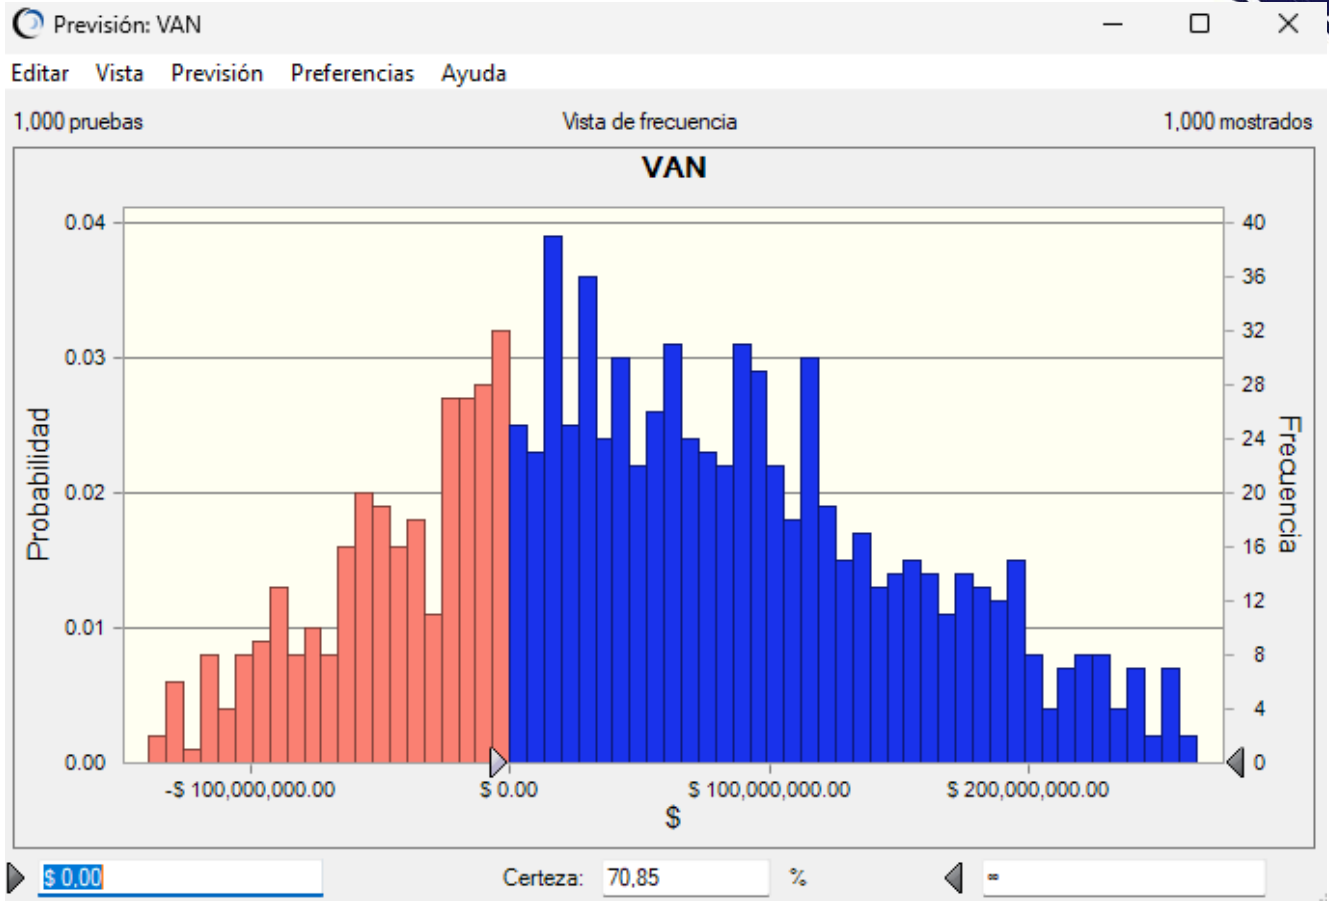 Previsión: VAN
Editar Vista Previsión Preferencias Ayuda
1,000 pruebas Vista de frecuencia 1,000 mostrados
VAN
0.04 40
36
32
0.03
28
24
0.02 20
16
12
0.01
8
4
0.00 0
Probabilidad
Frecuencia
-$ 100,000,000.00 $ 0.00 $ 100,000,000.00 $ 200,000,000.00
$
$ 0,00 Certeza: 70,85 % ∞